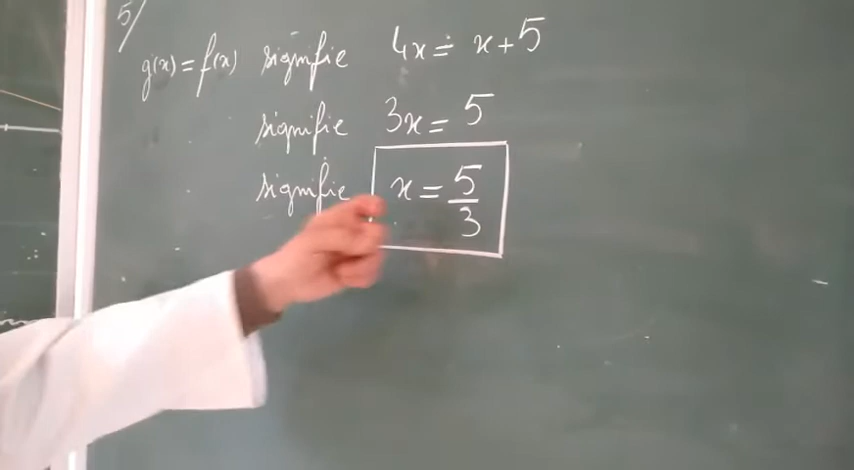 5/
g(x) = f(x) signifie 4x = x + 5
signifie 3x = 5
signifie x = 5/3